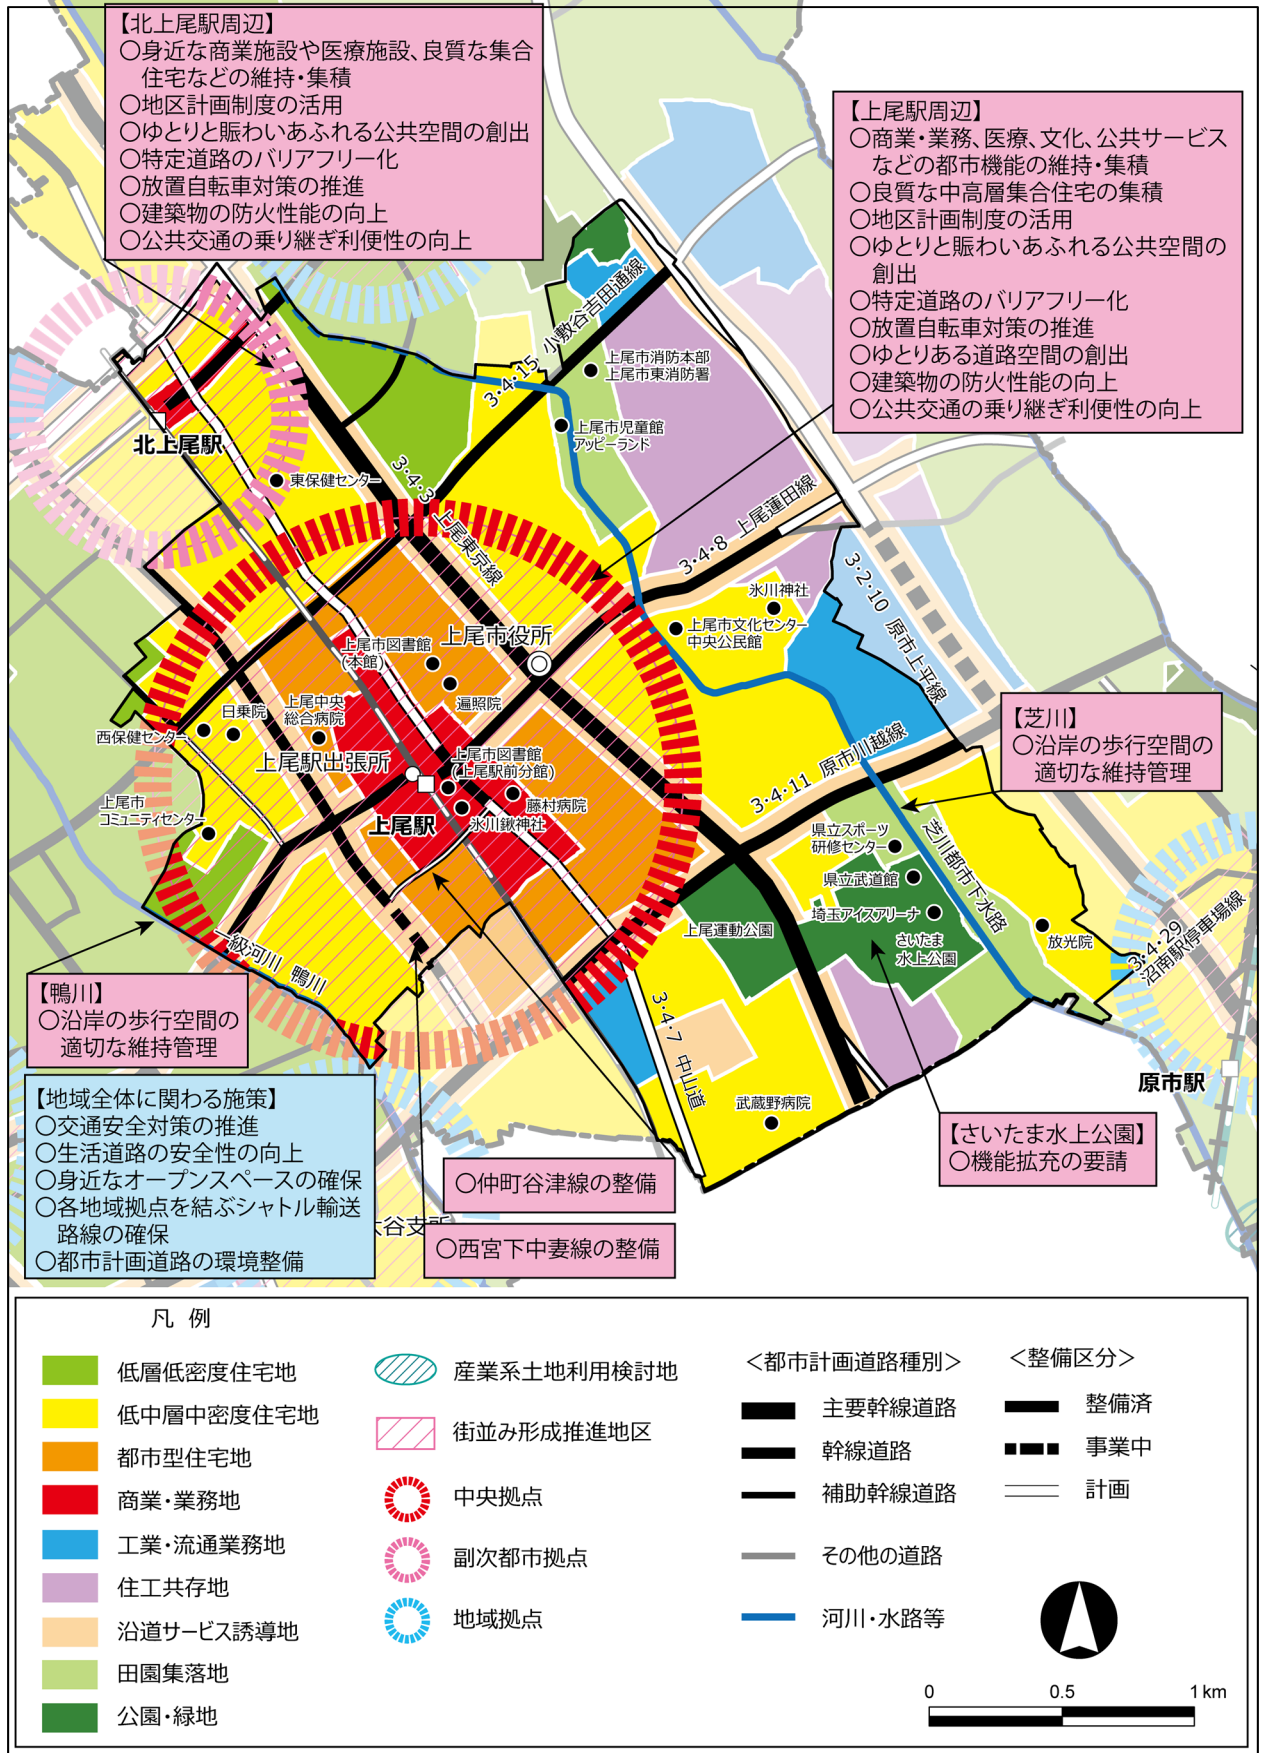 【北上尾駅周辺】
○身近な商業施設や医療施設、良質な集合
住宅などの維持・集積
○地区計画制度の活用
○ゆとりと賑わいあふれる公共空間の創出
○特定道路のバリアフリー化
○放置自転車対策の推進
○建築物の防火性能の向上
○公共交通の乗り継ぎ利便性の向上
【上尾駅周辺】
○商業・業務、医療、文化、公共サービス
などの都市機能の維持・集積
○良質な中高層集合住宅の集積
○地区計画制度の活用
○ゆとりと賑わいあふれる公共空間の
創出
○特定道路のバリアフリー化
○放置自転車対策の推進
○ゆとりある道路空間の創出
○建築物の防火性能の向上
○公共交通の乗り継ぎ利便性の向上
3・4・15 小敷谷吉田通線
上尾市消防本部
上尾市東消防署
上尾市児童館
アッピーランド
北上尾駅
東保健センター
3・4・3 上尾東京線
3・4・8 上尾蓮田線
3・2・10 原市上平線
氷川神社
上尾市文化センター
中央公民館
上尾市役所
上尾市図書館
(本館)
遍照院
上尾中央
総合病院
日乗院
西保健センター
上尾駅出張所
上尾市図書館
(上尾駅前分館)
藤村病院
氷川鍬神社
上尾駅
上尾市
コミュニティセンター
3・4・11 原市川越線
【芝川】
○沿岸の歩行空間の
適切な維持管理
芝川都市下水路
県立スポーツ
研修センター
県立武道館
埼玉アイスアリーナ
さいたま
水上公園
上尾運動公園
放光院
3・4・29
沼南駅停車場線
原市駅
一級河川 鴨川
【鴨川】
○沿岸の歩行空間の
適切な維持管理
3・4・7 中山道
武蔵野病院
【さいたま水上公園】
○機能拡充の要請
【地域全体に関わる施策】
○交通安全対策の推進
○生活道路の安全性の向上
○身近なオープンスペースの確保
○各地域拠点を結ぶシャトル輸送
路線の確保
○都市計画道路の環境整備
谷支所
○仲町谷津線の整備
○西宮下中妻線の整備
凡 例
低層低密度住宅地
低中層中密度住宅地
都市型住宅地
商業・業務地
工業・流通業務地
住工共存地
沿道サービス誘導地
田園集落地
公園・緑地
産業系土地利用検討地
街並み形成推進地区
中央拠点
副次都市拠点
地域拠点
＜都市計画道路種別＞
主要幹線道路
幹線道路
補助幹線道路
その他の道路
河川・水路等
＜整備区分＞
整備済
事業中
計画
0 0.5 1 km